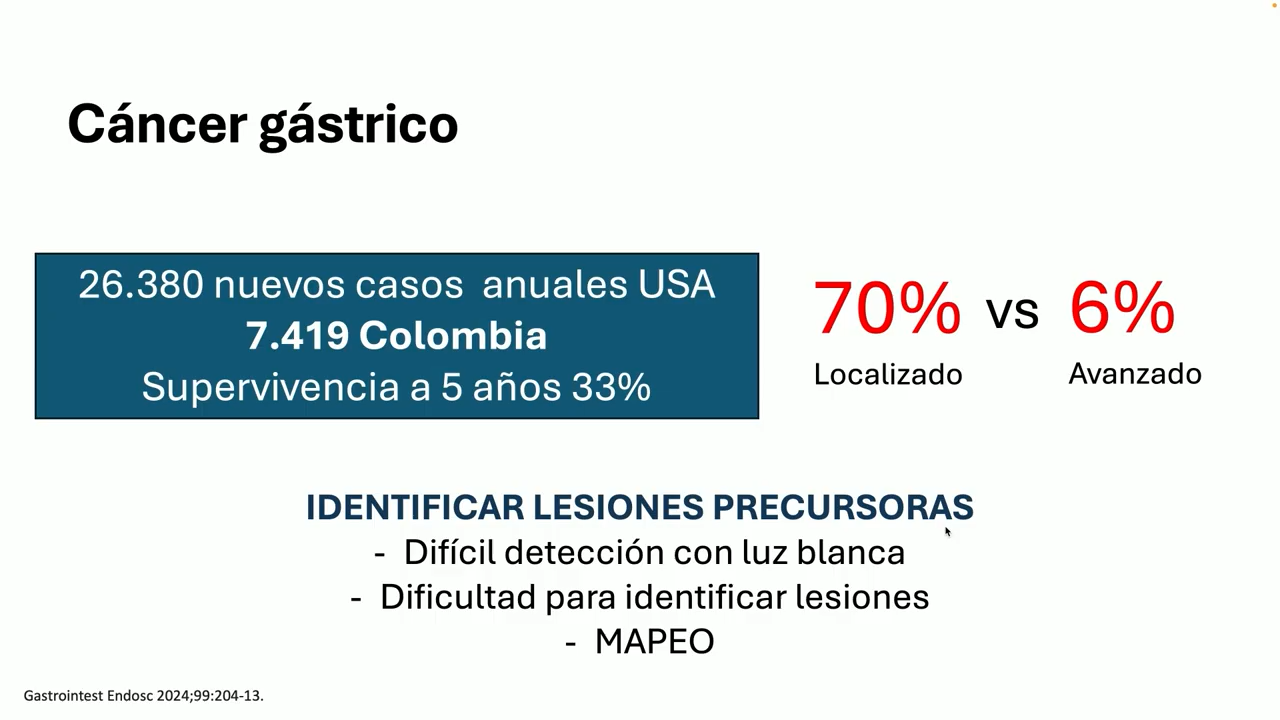 Cáncer gástrico
26.380 nuevos casos  anuales USA
7.419 Colombia
Supervivencia a 5 años 33%
70% vs 6%
Localizado
Avanzado
IDENTIFICAR LESIONES PRECURSORAS
- Difícil detección con luz blanca
- Dificultad para identificar lesiones
- MAPEO
Gastrointest Endosc 2024;99:204-13.